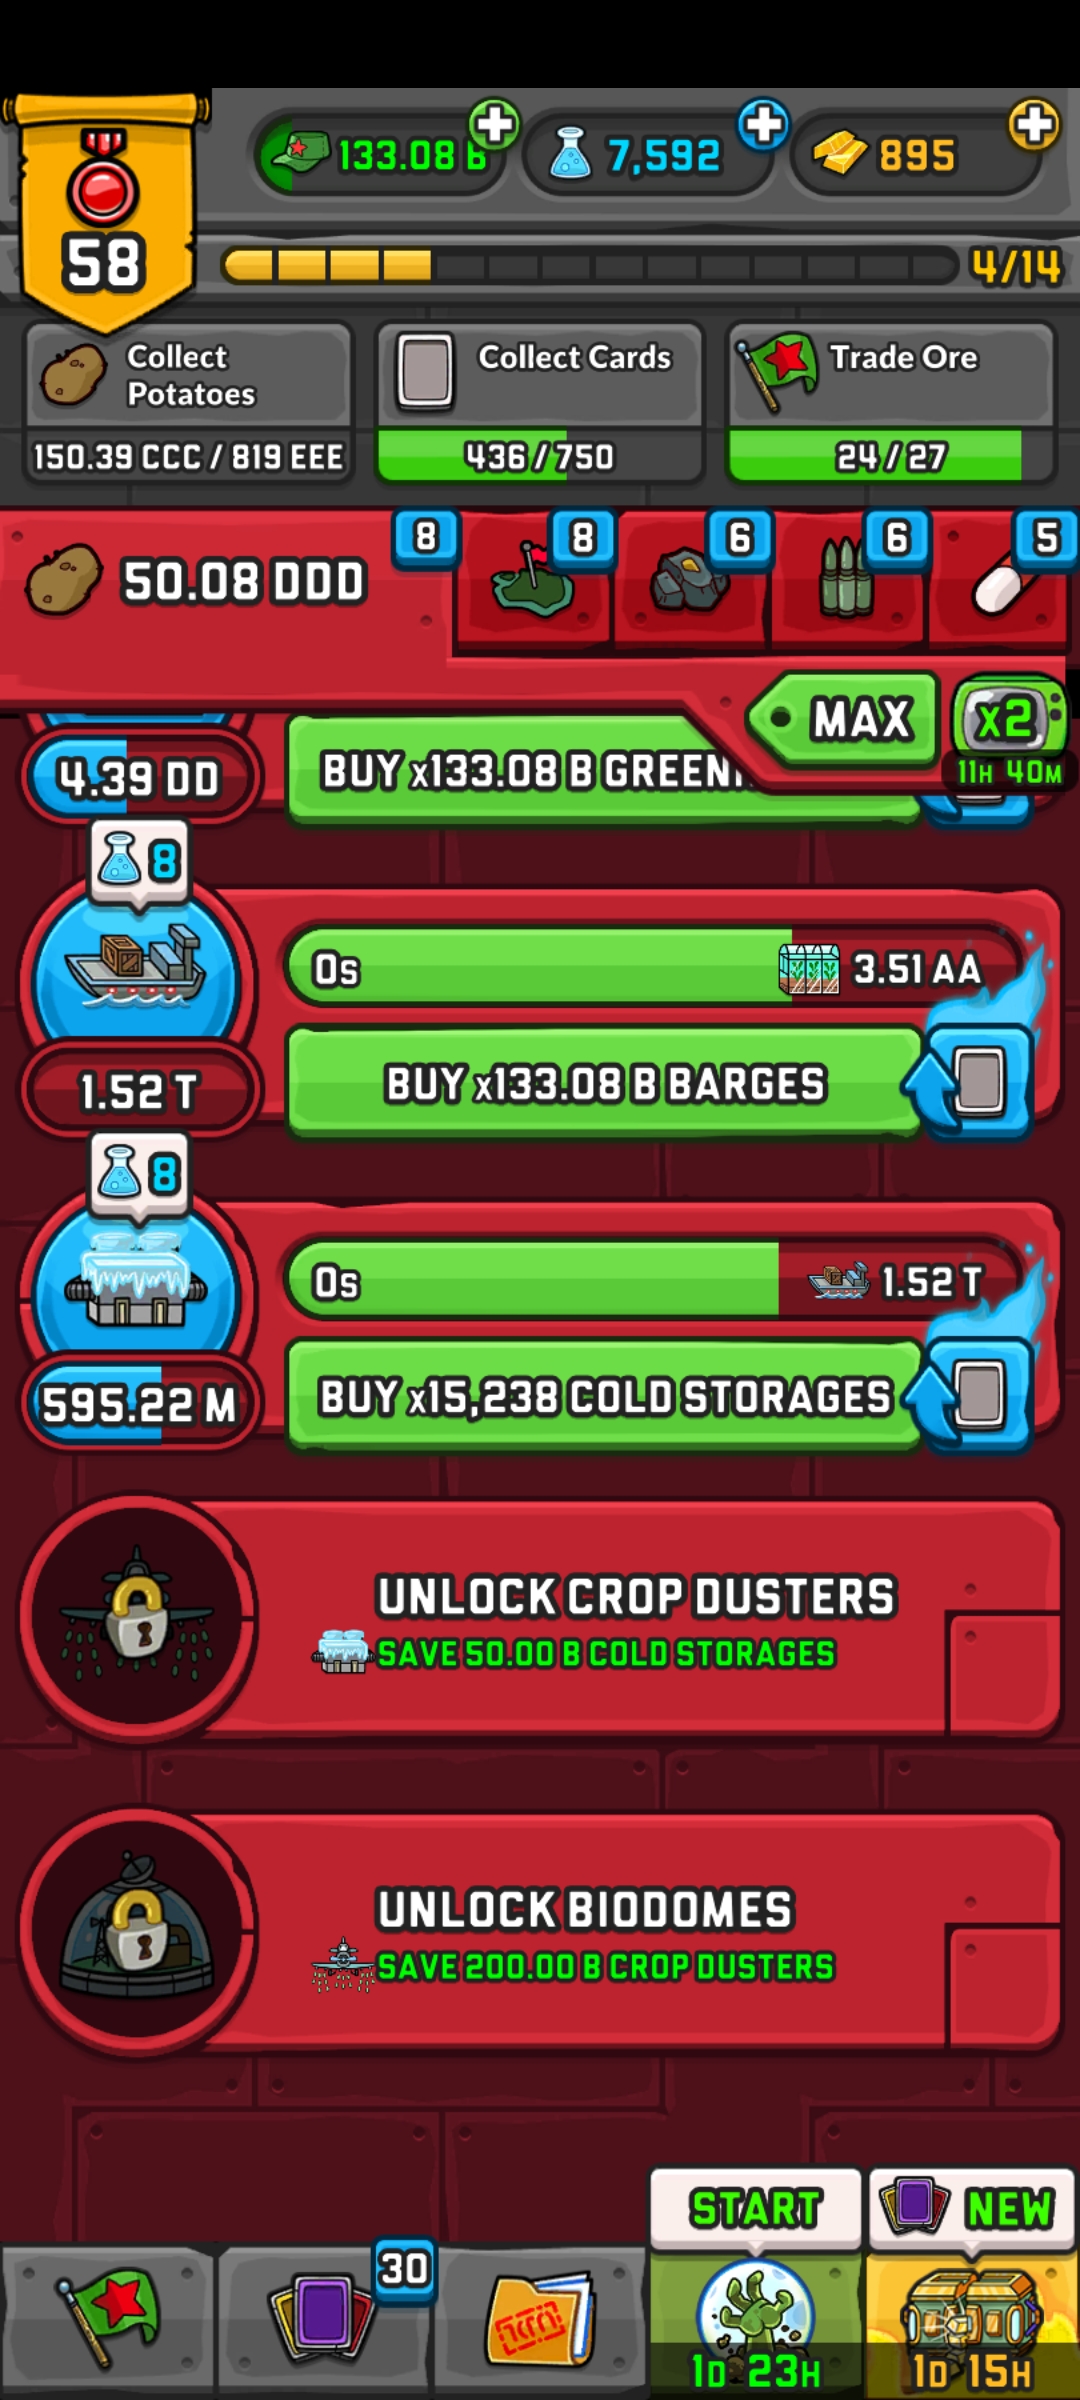 133.08 B
7,592
895
58
4/14
Collect
Potatoes
150.39 CCC / 819 EEE
Collect Cards
436/750
Trade Ore
24/27
50.08 DDD
8
8
6
6
5
MAX
x2
11H 40M
4.39 DD
BUY x133.08 B
8
0s
3.51 AA
1.52 T
BUY x133.08 B BARGES
8
0s
1.52 T
595.22 M
BUY x15,238 COLD STORAGES
UNLOCK CROP DUSTERS
SAVE 50.00 B COLD STORAGES
UNLOCK BIODOMES
SAVE 200.00 B CROP DUSTERS
START
NEW
30
1D 23H
1D 15H